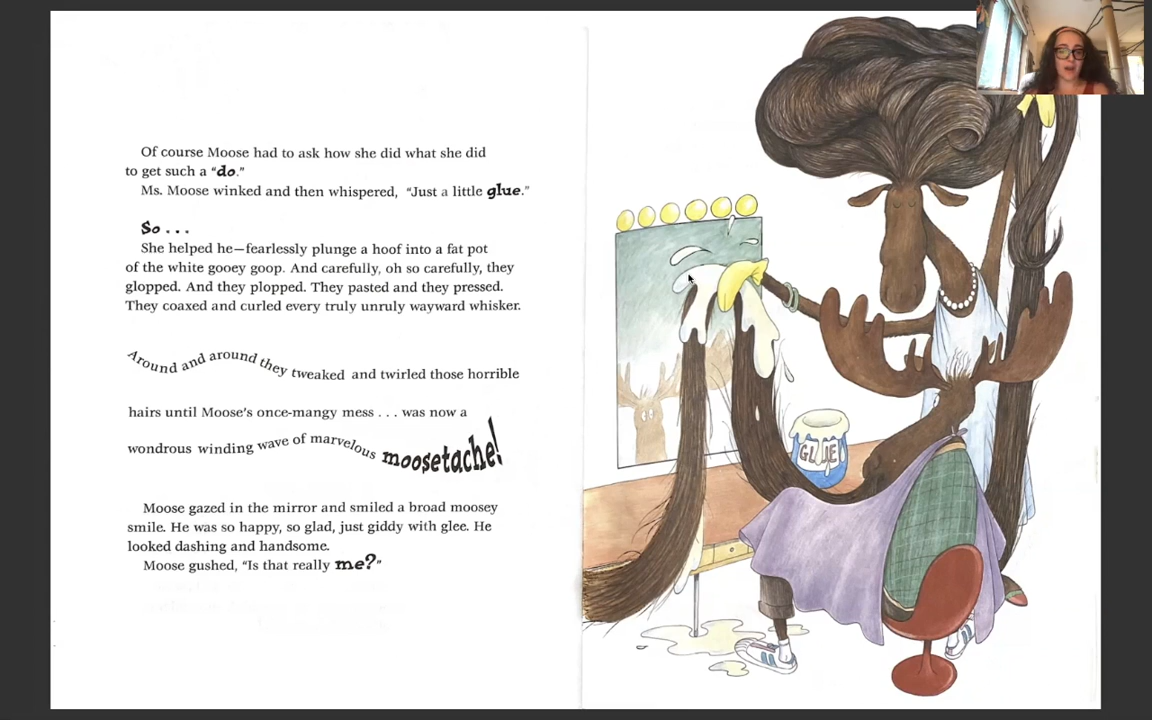 Of course Moose had to ask how she did what she did
to get such a “do.”
Ms. Moose winked and then whispered, “Just a little glue.”
So . . .
She helped he—fearlessly plunge a hoof into a fat pot
of the white gooey goop. And carefully, oh so carefully, they
glopped. And they plopped. They pasted and they pressed.
They coaxed and curled every truly unruly wayward whisker.
Around and around they tweaked and twirled those horrible
hairs until Moose’s once-mangy mess . . . was now a
wondrous winding wave of marvelous moosetache!
Moose gazed in the mirror and smiled a broad moosey
smile. He was so happy, so glad, just giddy with glee. He
looked dashing and handsome.
Moose gushed, “Is that really me?”
GLUE